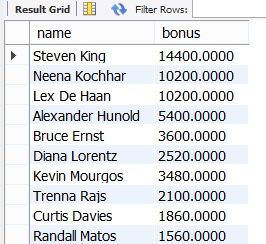 Result Grid Filter Rows:
name bonus
Steven King 14400.0000
Neena Kochhar 10200.0000
Lex De Haan 10200.0000
Alexander Hunold 5400.0000
Bruce Ernst 3600.0000
Diana Lorentz 2520.0000
Kevin Mourgos 3480.0000
Trenna Rajs 2100.0000
Curtis Davies 1860.0000
Randall Matos 1560.0000